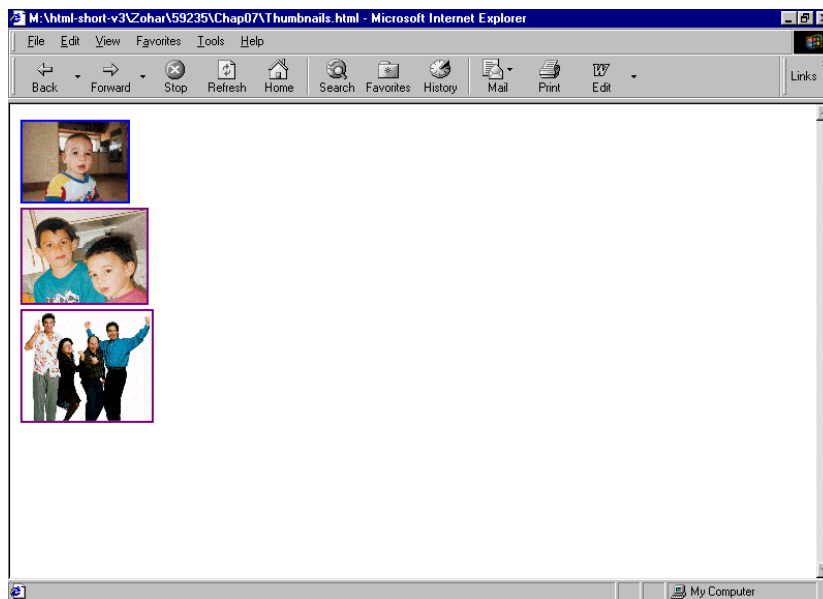 M:\html-short-v3\Zohar\59235\Chap07\Thumbnails.html - Microsoft Internet Explorer
File Edit View Favorites Tools Help
Back Forward Stop Refresh Home Search Favorites History Mail Print Edit Links
My Computer